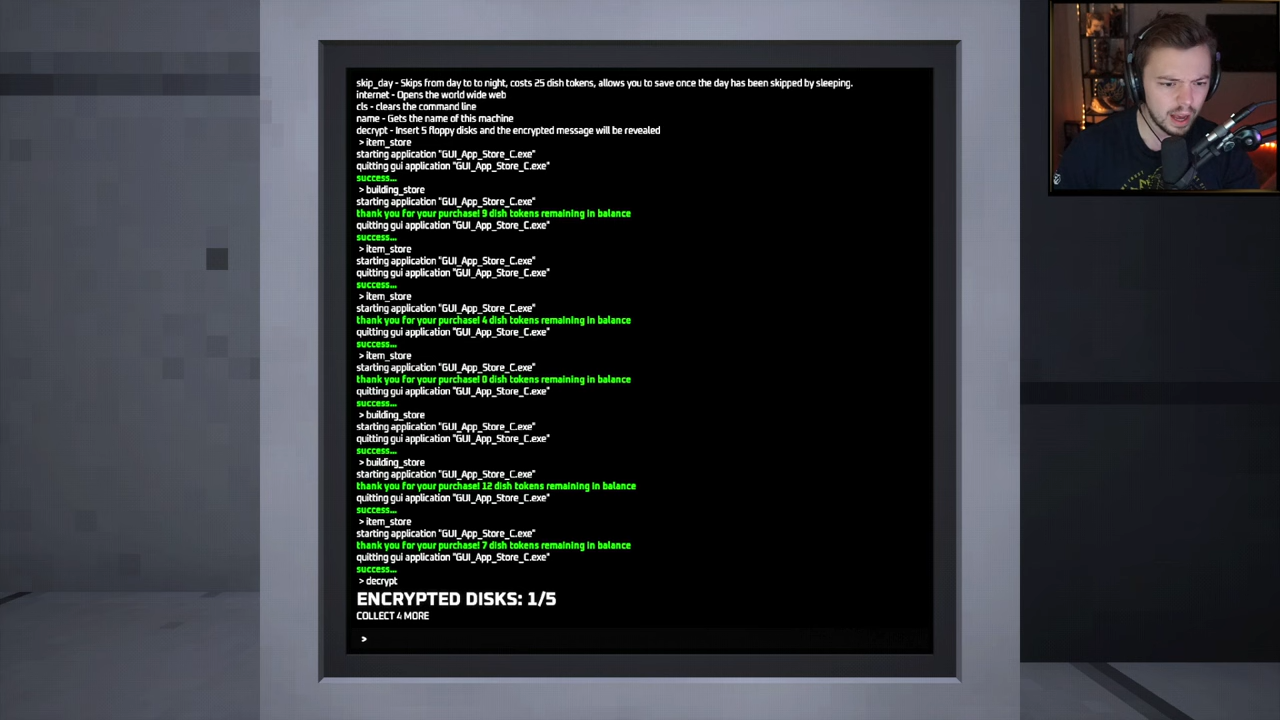 skip_day - Skips from day to to night, costs 25 dish tokens, allows you to save once the day has been skipped by sleeping.
internet - Opens the world wide web
cls - clears the command line
name - Gets the name of this machine
decrypt - Insert 5 floppy disks and the encrypted message will be revealed
> item_store
starting application "GUI_App_Store_C.exe"
quitting gui application "GUI_App_Store_C.exe"
success...
> building_store
starting application "GUI_App_Store_C.exe"
thank you for your purchase! 9 dish tokens remaining in balance
quitting gui application "GUI_App_Store_C.exe"
success...
> item_store
starting application "GUI_App_Store_C.exe"
quitting gui application "GUI_App_Store_C.exe"
success...
> item_store
starting application "GUI_App_Store_C.exe"
thank you for your purchase! 4 dish tokens remaining in balance
quitting gui application "GUI_App_Store_C.exe"
success...
> item_store
starting application "GUI_App_Store_C.exe"
thank you for your purchase! 0 dish tokens remaining in balance
quitting gui application "GUI_App_Store_C.exe"
success...
> building_store
starting application "GUI_App_Store_C.exe"
quitting gui application "GUI_App_Store_C.exe"
success...
> building_store
starting application "GUI_App_Store_C.exe"
thank you for your purchase! 12 dish tokens remaining in balance
quitting gui application "GUI_App_Store_C.exe"
success...
> item_store
starting application "GUI_App_Store_C.exe"
thank you for your purchase! 7 dish tokens remaining in balance
quitting gui application "GUI_App_Store_C.exe"
success...
> decrypt
ENCRYPTED DISKS: 1/5
COLLECT 4 MORE
>